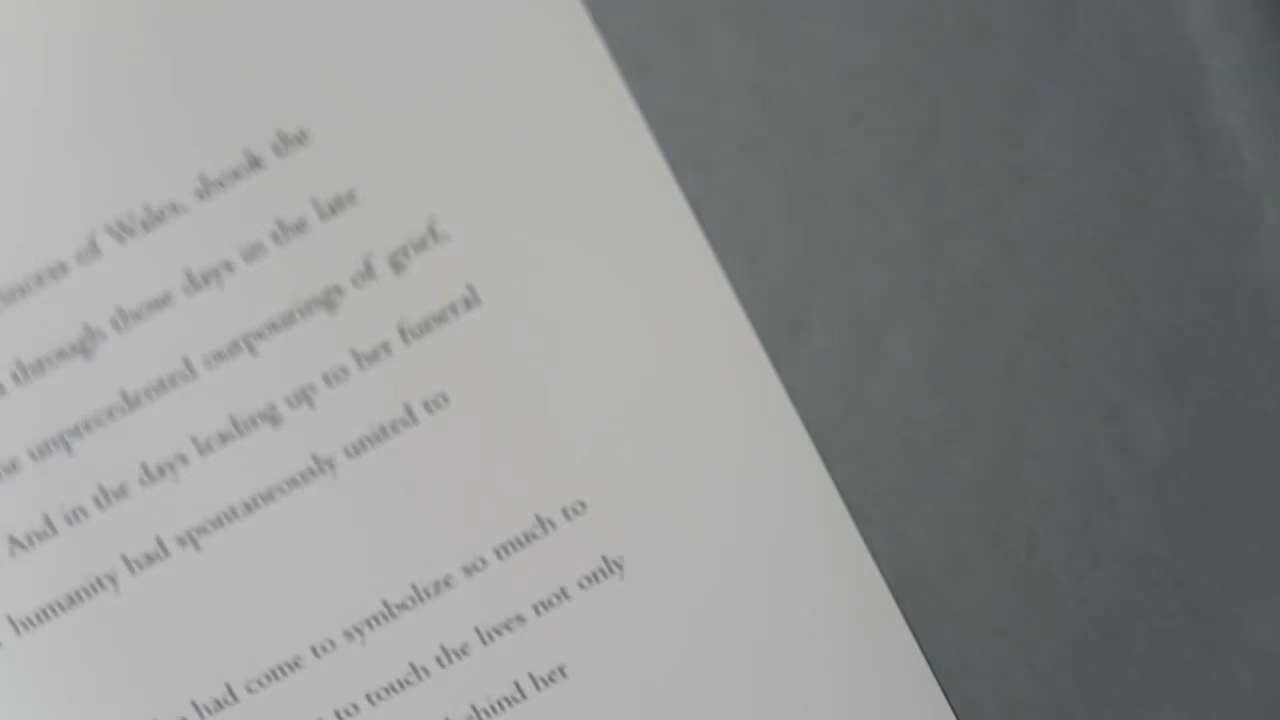 of Wales, shook the
through those days in the late
unprecedented outpourings of grief.
And in the days leading up to her funeral
humanity had spontaneously united to
had come to symbolize so much to
to touch the lives not only
her